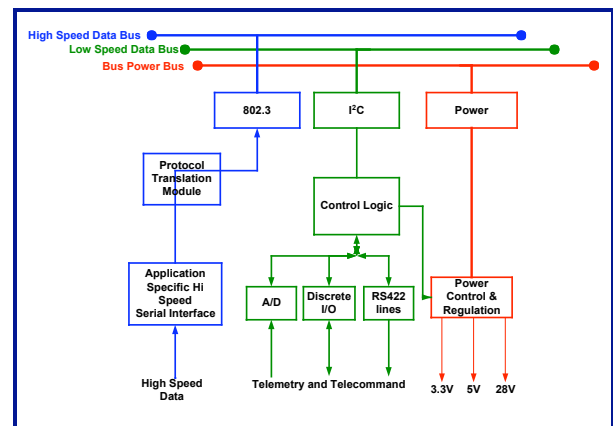 High Speed Data Bus
Low Speed Data Bus
Bus Power Bus
802.3
I²C
Power
Protocol
Translation
Module
Control Logic
Application
Specific Hi
Speed
Serial Interface
A/D
Discrete
I/O
RS422
lines
Power
Control &
Regulation
High Speed
Data
Telemetry and Telecommand
3.3V
5V
28V